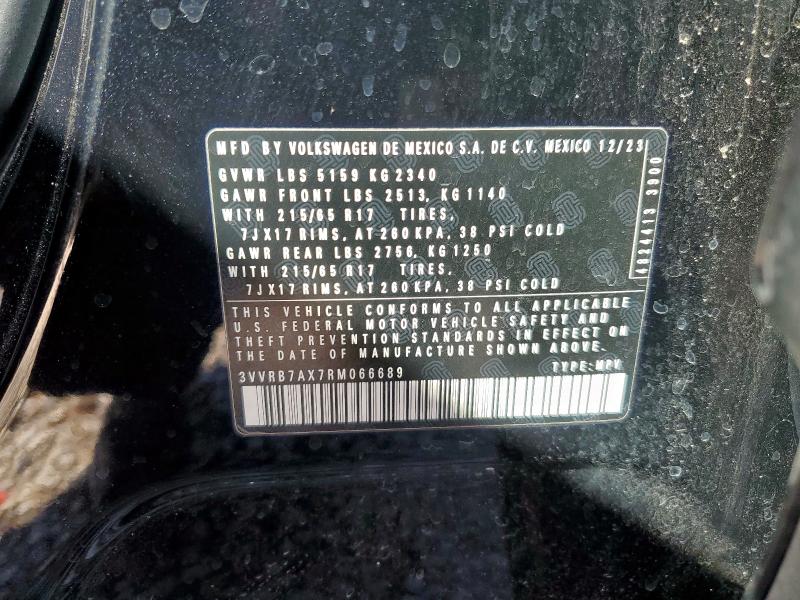 MFD BY VOLKSWAGEN DE MEXICO S.A. DE C.V. MEXICO 12/23
GVWR LBS 5159 KG 2340
GAWR FRONT LBS 2513, KG 1140
WITH 215/65 R17 TIRES,
7JX17 RIMS, AT 260 KPA, 38 PSI COLD
GAWR REAR LBS 2756, KG 1250
WITH 215/65 R17 TIRES,
7JX17 RIMS, AT 260 KPA, 38 PSI COLD
THIS VEHICLE CONFORMS TO ALL APPLICABLE
U.S. FEDERAL MOTOR VEHICLE SAFETY AND
THEFT PREVENTION STANDARDS IN EFFECT ON
THE DATE OF MANUFACTURE SHOWN ABOVE.
3VVRB7AX7RM066689 TYPE:MPV
4024413 3900